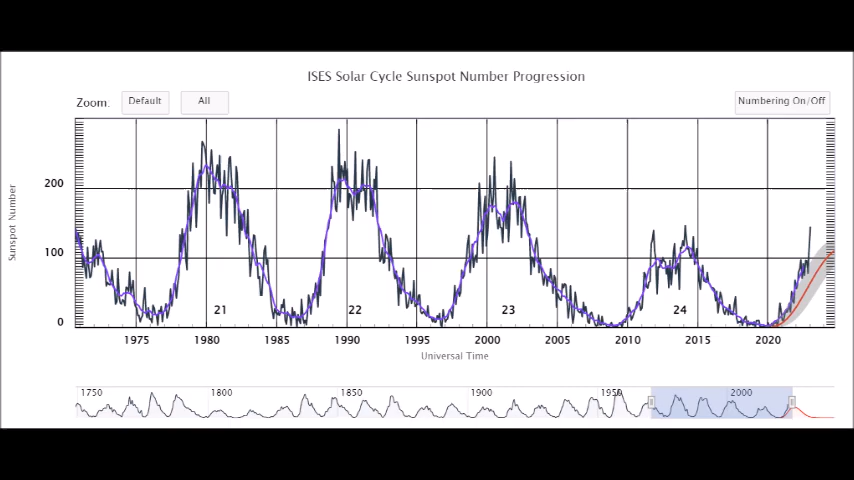 ISES Solar Cycle Sunspot Number Progression
Zoom: Default All Numbering On/Off
Sunspot Number
200
100
0
21 22 23 24
1975 1980 1985 1990 1995 2000 2005 2010 2015 2020
Universal Time
1750 1800 1850 1900 1950 2000